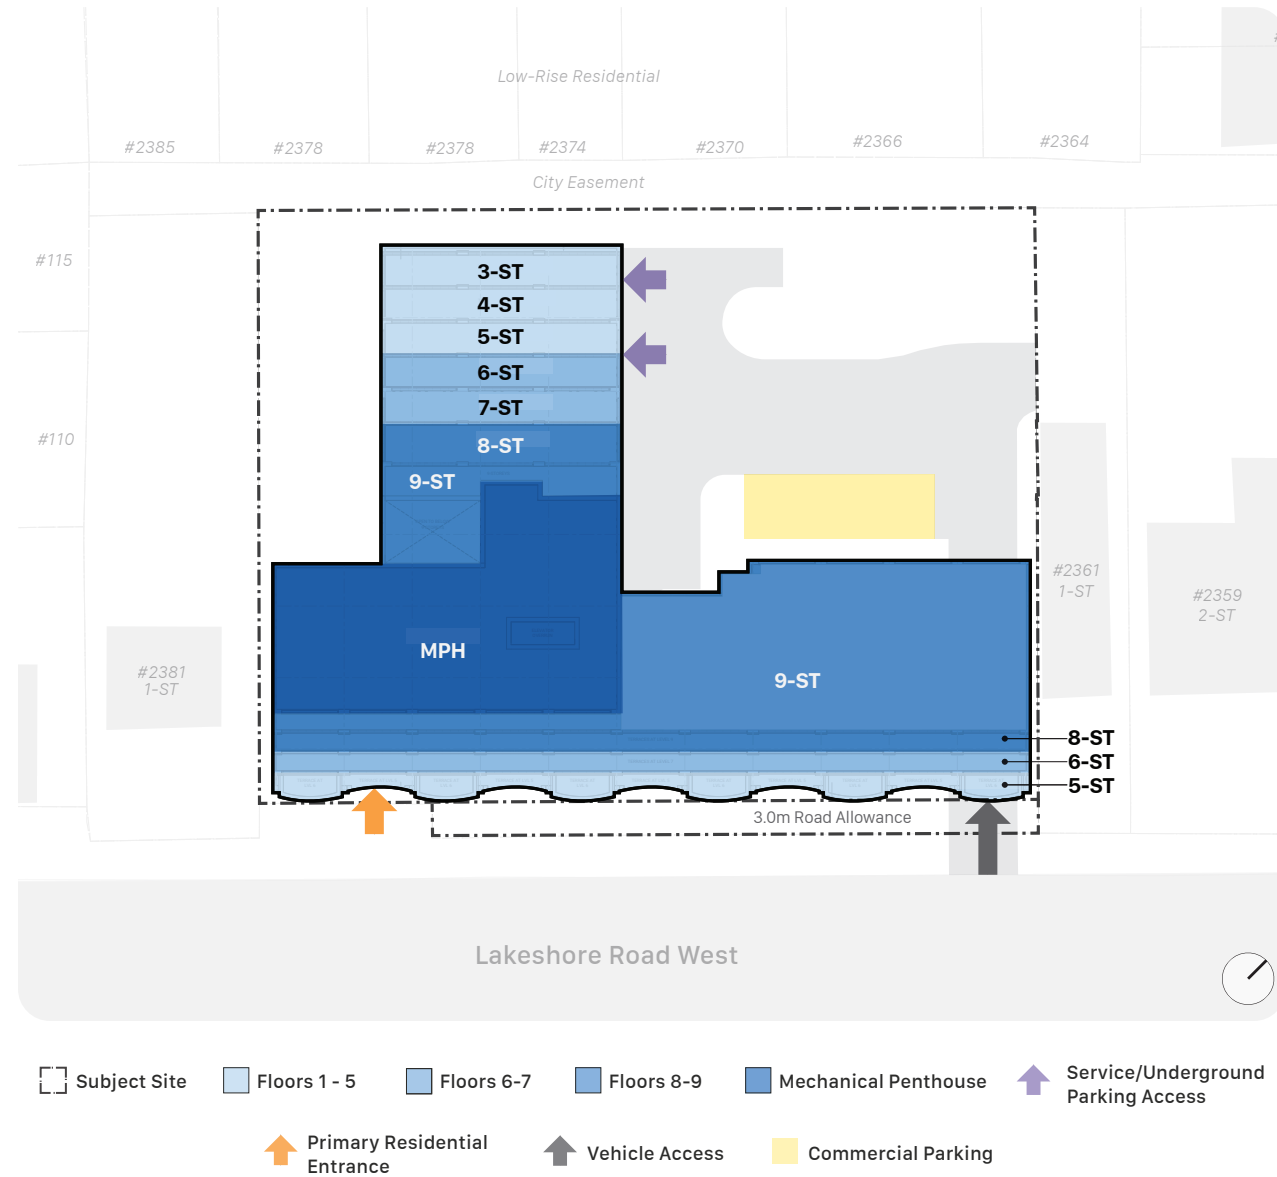 Low-Rise Residential
#2385
#2378
#2378
#2374
#2370
#2366
#2364
City Easement
#115
#110
3-ST
4-ST
5-ST
6-ST
7-ST
8-ST
9-ST
MPH
9-ST
#2361
1-ST
#2359
2-ST
#2381
1-ST
8-ST
6-ST
5-ST
3.0m Road Allowance
Lakeshore Road West
Subject Site
Floors 1 - 5
Floors 6-7
Floors 8-9
Mechanical Penthouse
Service/Underground
Parking Access
Primary Residential
Entrance
Vehicle Access
Commercial Parking